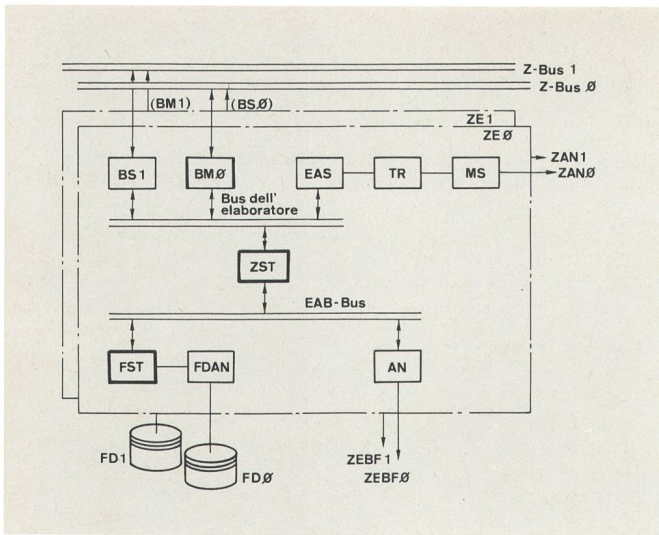 Z-Bus 1
Z-Bus Ø
(BM1)
(BSØ)
ZE1
ZEØ
ZAN1
ZANØ
BS1
BMØ
EAS
TR
MS
Bus dell'
elaboratore
ZST
EAB-Bus
FST
FDAN
AN
FD1
FDØ
ZEBF1
ZEBFØ